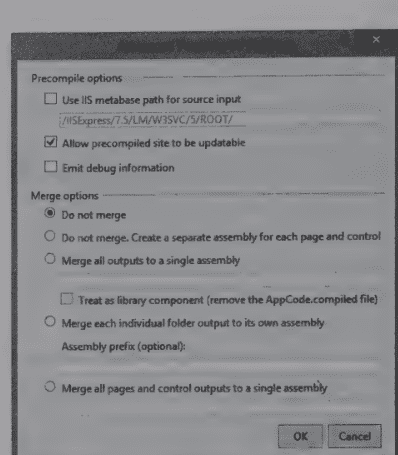 Precompile options
Use IIS metabase path for source input
/IISExpress/7.5/LM/W3SVC/5/ROOT/
Allow precompiled site to be updatable
Emit debug information
Merge options
Do not merge
Do not merge. Create a separate assembly for each page and control
Merge all outputs to a single assembly
Treat as library component (remove the AppCode.compiled file)
Merge each individual folder output to its own assembly
Assembly prefix (optional):
Merge all pages and control outputs to a single assembly
OK
Cancel